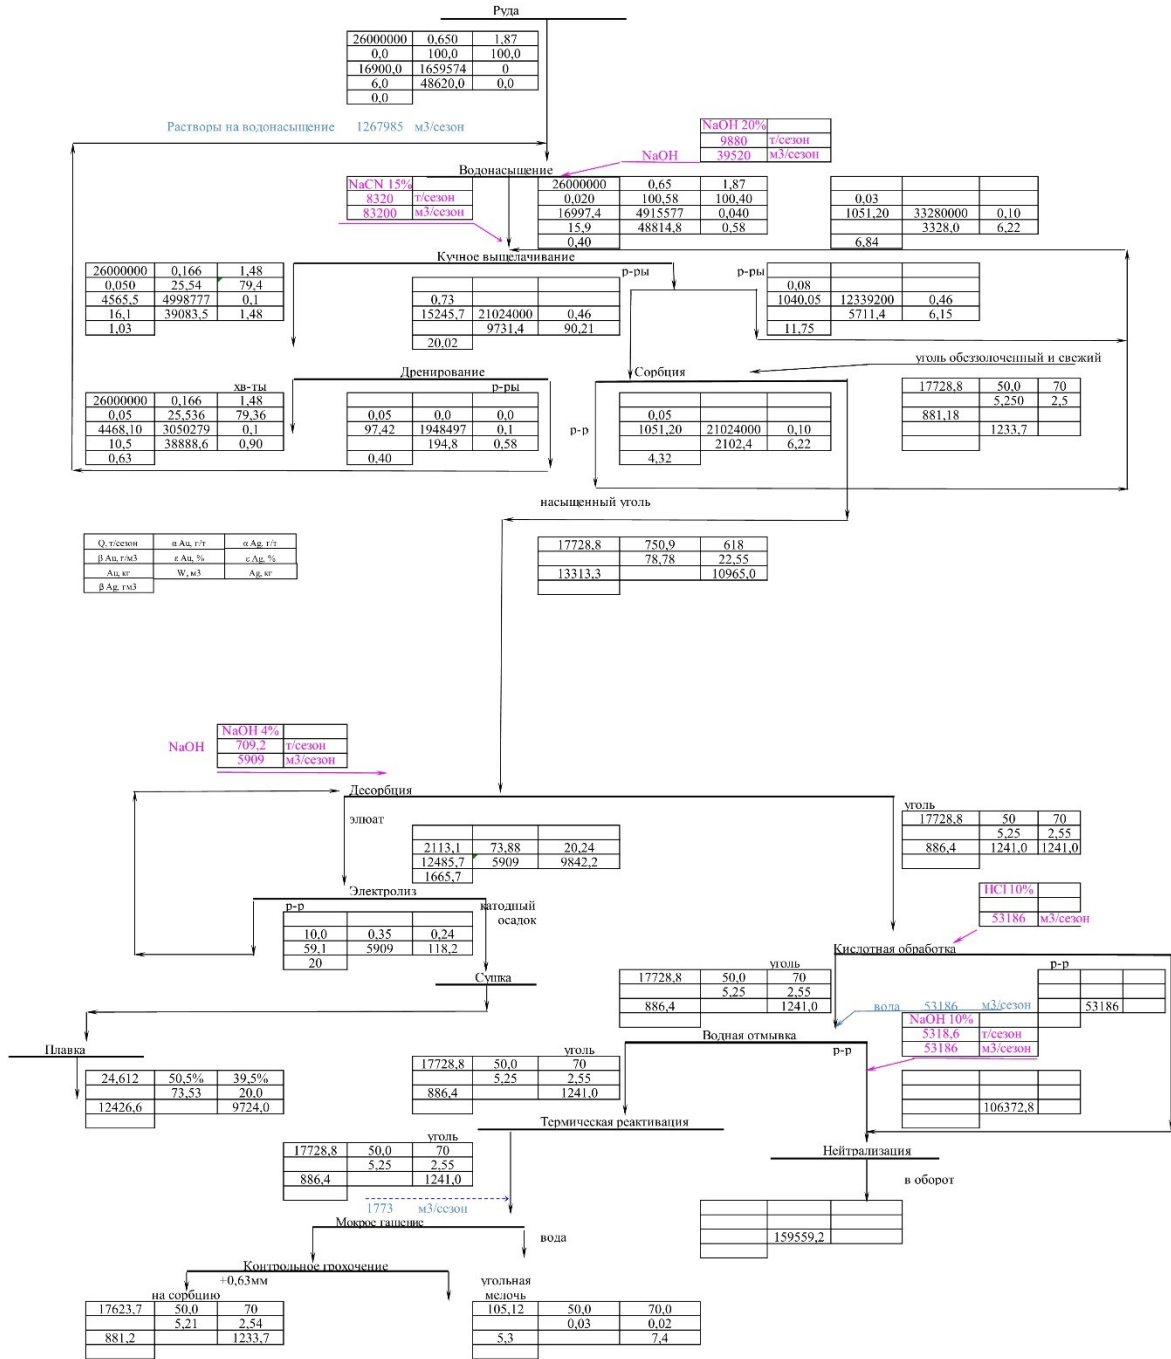 Руда
26000000 0,650 1,87
0,0 100,0 100,0
16900,0 1659574 0
6,0 48620,0 0,0
0,0
Растворы на водонасыщение 1267985 м3/сезон
NaOH 20%
9880 т/сезон
39520 м3/сезон
NaOH
Водонасыщение
NaCN 15%
8320 т/сезон
83200 м3/сезон
26000000 0,65 1,87
0,020 100,58 100,40
16997,4 4915577 0,040
15,9 48814,8 0,58
0,40
0,03
1051,20 33280000 0,10
3328,0 6,22
6,84
Кучное выщелачивание
р-ры
р-ры
26000000 0,166 1,48
0,050 25,54 79,4
4565,5 4998777 0,1
16,1 39083,5 1,48
1,03
0,73
15245,7 21024000 0,46
9731,4 90,21
20,02
0,08
1040,05 12339200 0,46
5711,4 6,15
11,75
уголь обеззолоченный и свежий
Дренирование
Сорбция
хв-ты
р-ры
26000000 0,166 1,48
0,05 25,536 79,36
4468,10 3050279 0,1
10,5 38888,6 0,90
0,63
0,05 0,0 0,0
97,42 1948497 0,1
194,8 0,58
0,40
р-р
0,05
1051,20 21024000 0,10
2102,4 6,22
4,32
17728,8 50,0 70
5,250 2,5
881,18
1233,7
насыщенный уголь
Q, т/сезон α Au, г/т α Ag, г/т
β Au, г/м3 ε Au, % ε Ag, %
Au, кг W, м3 Ag, кг
β Ag, гм3
17728,8 750,9 618
78,78 22,55
13313,3 10965,0
NaOH
NaOH 4%
709,2 т/сезон
5909 м3/сезон
Десорбция
элюат
уголь
17728,8 50 70
5,25 2,55
886,4 1241,0 1241,0
2113,1 73,88 20,24
12485,7 5909 9842,2
1665,7
Электролиз
р-р
катодный осадок
10,0 0,35 0,24
59,1 5909 118,2
20
HCl 10%
53186 м3/сезон
Кислотная обработка
Сушка
уголь
17728,8 50,0 70
5,25 2,55
886,4 1241,0
р-р
53186
вода 53186 м3/сезон
NaOH 10%
5318,6 т/сезон
53186 м3/сезон
Плавка
Водная отмывка
р-р
24,612 50,5% 39,5%
73,53 20,0
12426,6 9724,0
уголь
17728,8 50,0 70
5,25 2,55
886,4 1241,0
106372,8
Термическая реактивация
уголь
17728,8 50,0 70
5,25 2,55
886,4 1241,0
Нейтрализация
в оборот
159559,2
1773 м3/сезон
Мокрое гашение
вода
Контрольное грохочение
+0,63мм
на сорбцию
17623,7 50,0 70
5,21 2,54
881,2 1233,7
угольная
мелочь
105,12 50,0 70,0
0,03 0,02
5,3 7,4